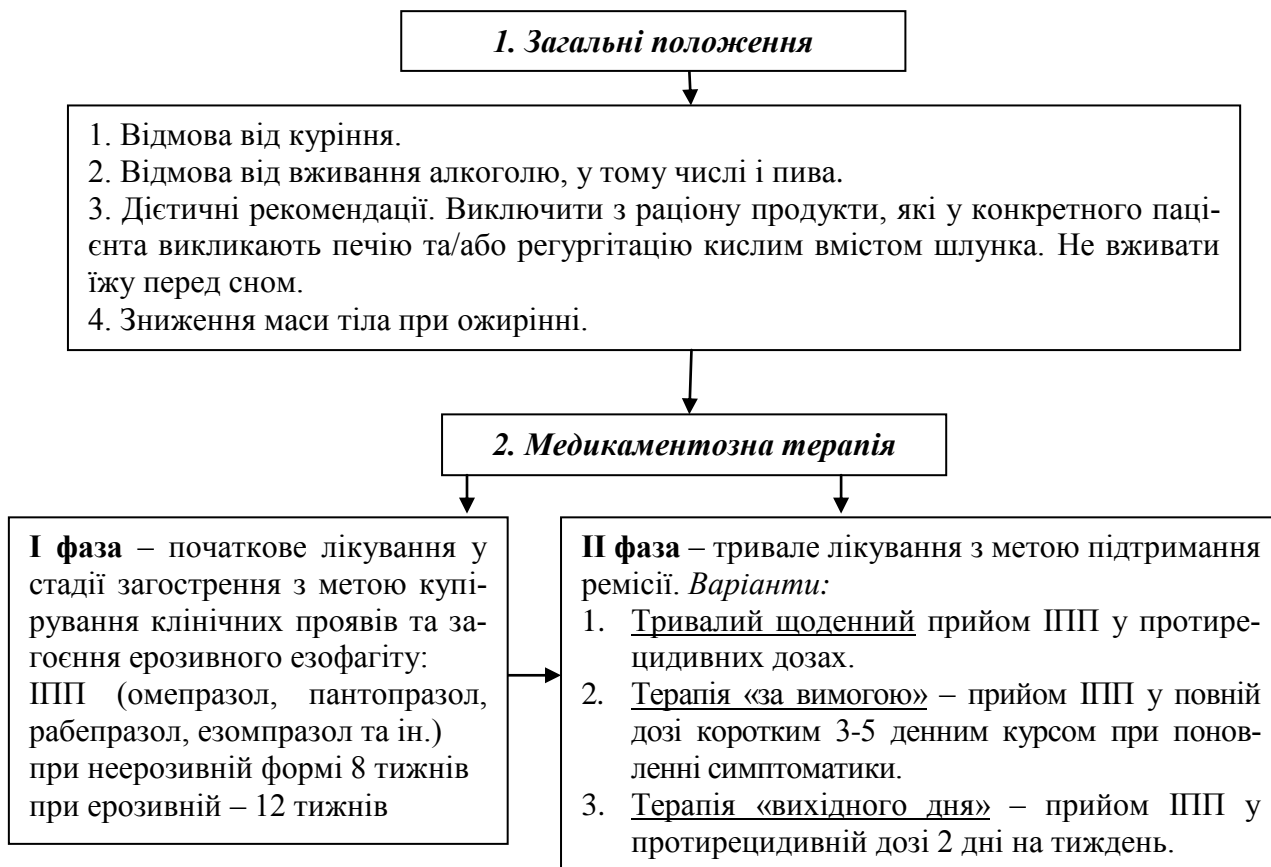 1. Загальні положення
1. Відмова від куріння.
2. Відмова від вживання алкоголю, у тому числі і пива.
3. Дієтичні рекомендації. Виключити з раціону продукти, які у конкретного паці-
єнта викликають печію та/або регургітацію кислим вмістом шлунка. Не вживати
їжу перед сном.
4. Зниження маси тіла при ожирінні.
2. Медикаментозна терапія
І фаза – початкове лікування у
стадії загострення з метою купі-
рування клінічних проявів та за-
гоєння ерозивного езофагіту:
ІПП (омепразол, пантопразол,
рабепразол, езомпразол та ін.)
при неерозивній формі 8 тижнів
при ерозивній – 12 тижнів
ІІ фаза – тривале лікування з метою підтримання
ремісії. Варіанти:
1. Тривалий щоденний прийом ІПП у протире-
цидивних дозах.
2. Терапія «за вимогою» – прийом ІПП у повній
дозі коротким 3-5 денним курсом при понов-
ленні симптоматики.
3. Терапія «вихідного дня» – прийом ІПП у
протирецидивній дозі 2 дні на тиждень.